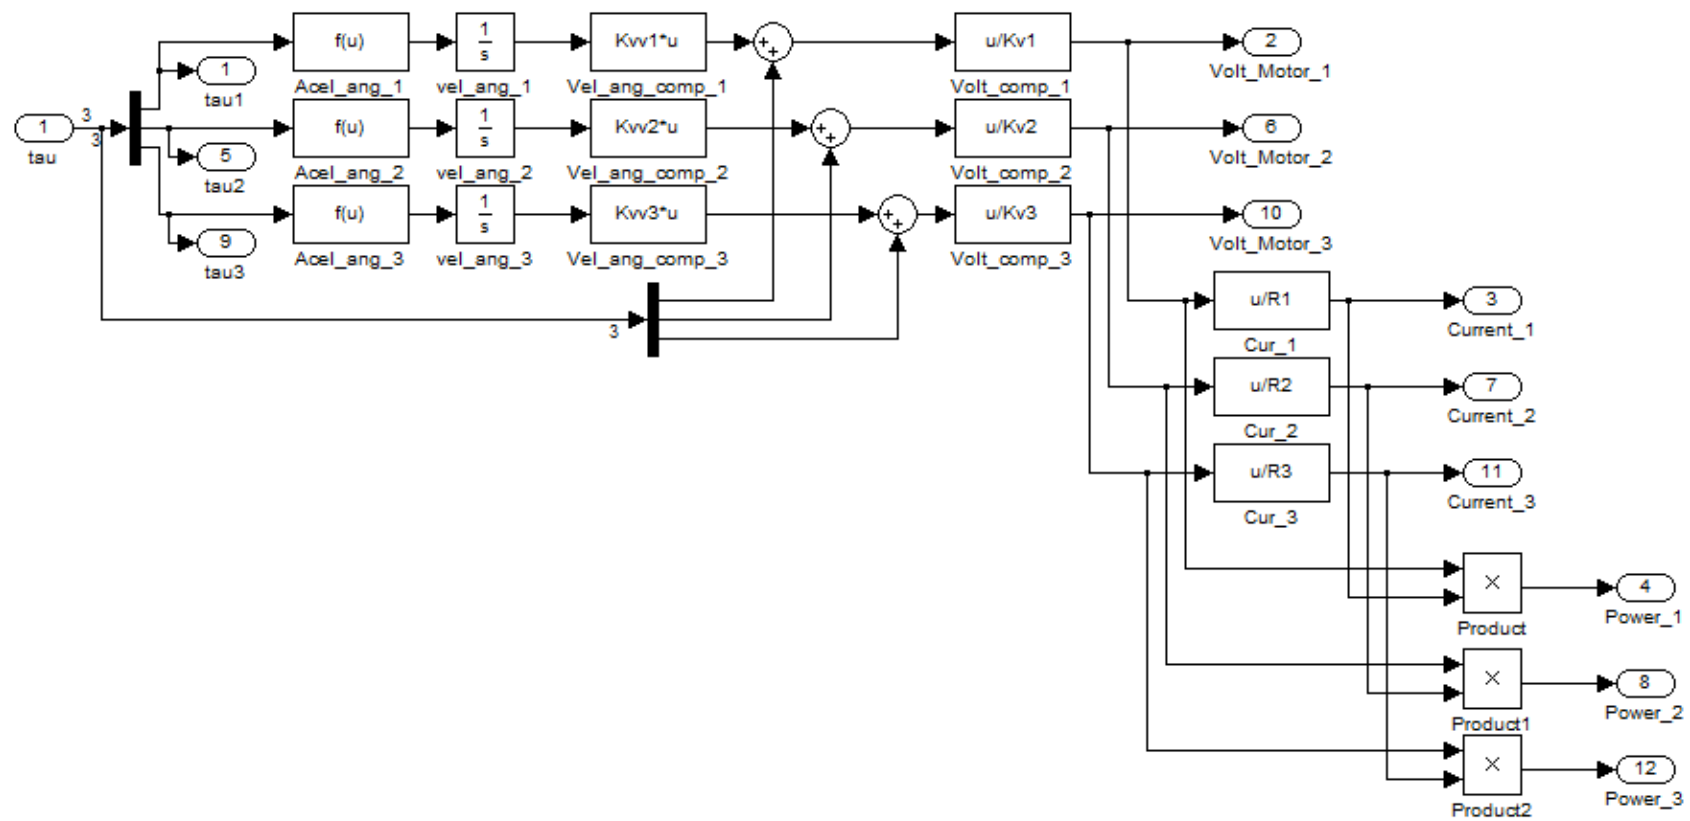 f(u)
1
s
Kvv1*u
+
+
u/Kv1
2
Acel_ang_1
vel_ang_1
Vel_ang_comp_1
Volt_comp_1
Volt_Motor_1
1
tau1
3
1
tau
3
f(u)
1
s
Kvv2*u
+
+
u/Kv2
6
Acel_ang_2
vel_ang_2
Vel_ang_comp_2
Volt_comp_2
Volt_Motor_2
5
tau2
f(u)
1
s
Kvv3*u
+
+
u/Kv3
10
Acel_ang_3
vel_ang_3
Vel_ang_comp_3
Volt_comp_3
Volt_Motor_3
9
tau3
3
u/R1
3
Cur_1
Current_1
u/R2
7
Cur_2
Current_2
u/R3
11
Cur_3
Current_3
×
4
Product
Power_1
×
8
Product1
Power_2
×
12
Product2
Power_3